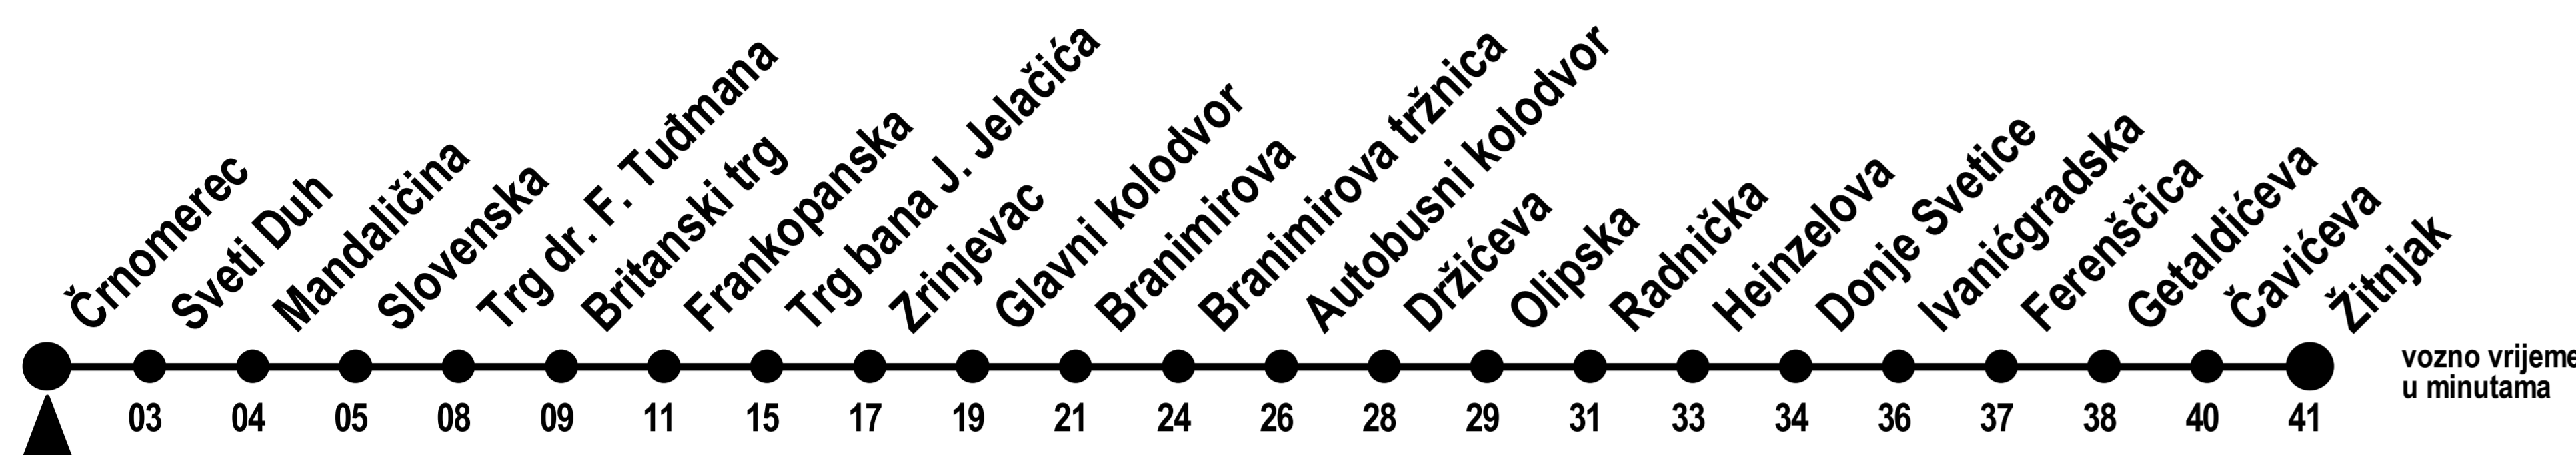 Črnomerec
Sveti Duh
Mandaličina
Slovenska
Trg dr. F. Tuđmana
Britanski trg
Frankopanska
Trg bana J. Jelačića
Zrinjevac
Glavni kolodvor
Branimirova
Branimirova tržnica
Autobusni kolodvor
Držićeva
Olipska
Radnička
Heinzelova
Donje Svetice
Ivanićgradska
Ferenščica
Getaldićeva
Čavićeva
Žitnjak
vozno vrijeme
u minutama
03 04 05 08 09 11 15 17 19 21 24 26 28 29 31 33 34 36 37 38 40 41